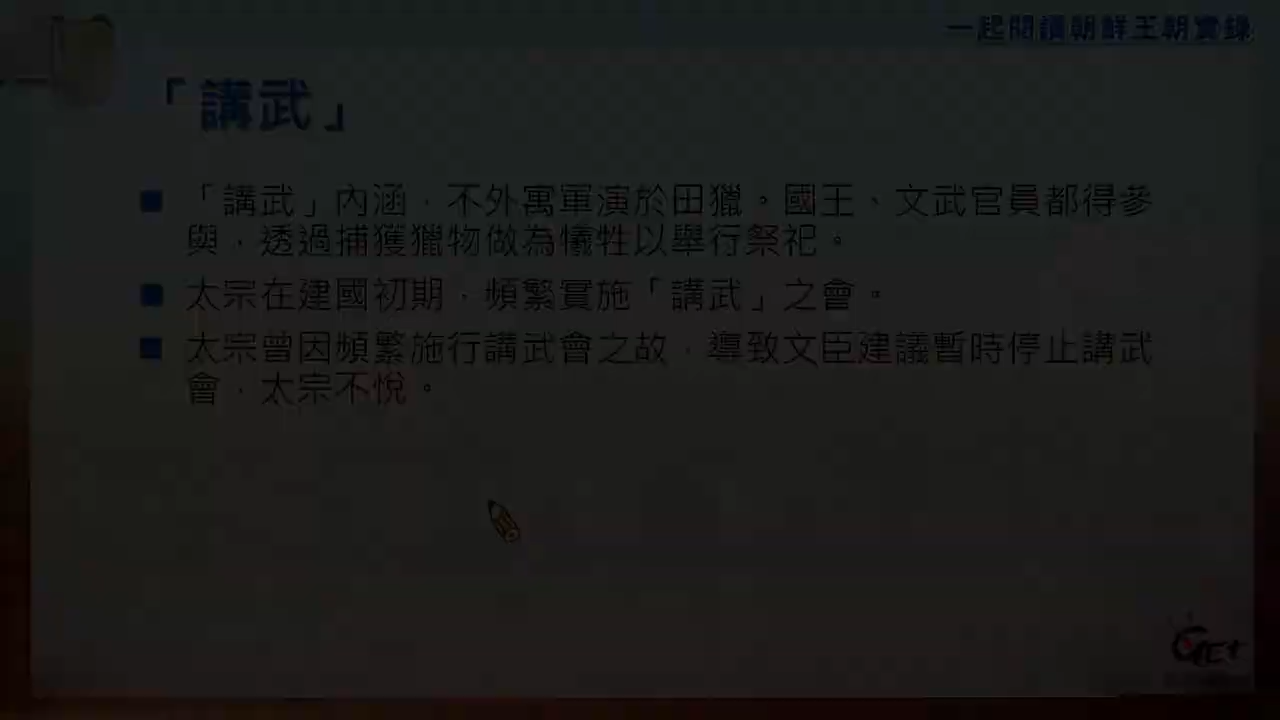 一起閱讀朝鮮王朝實錄
「講武」
「講武」內涵，不外寓軍演於田獵。國王、文武官員都得參
與，透過捕獲獵物做為犧牲以舉行祭祀。
太宗在建國初期，頻繁實施「講武」之會。
太宗曾因頻繁施行講武會之故，導致文臣建議暫時停止講武
會，太宗不悅。